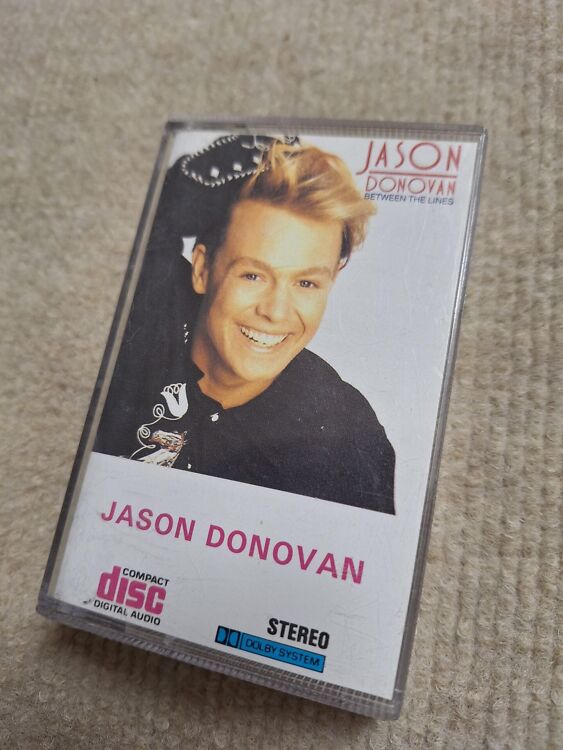 JASON
DONOVAN
BETWEEN THE LINES
JASON DONOVAN
COMPACT
disc
DIGITAL AUDIO
STEREO
DOLBY SYSTEM